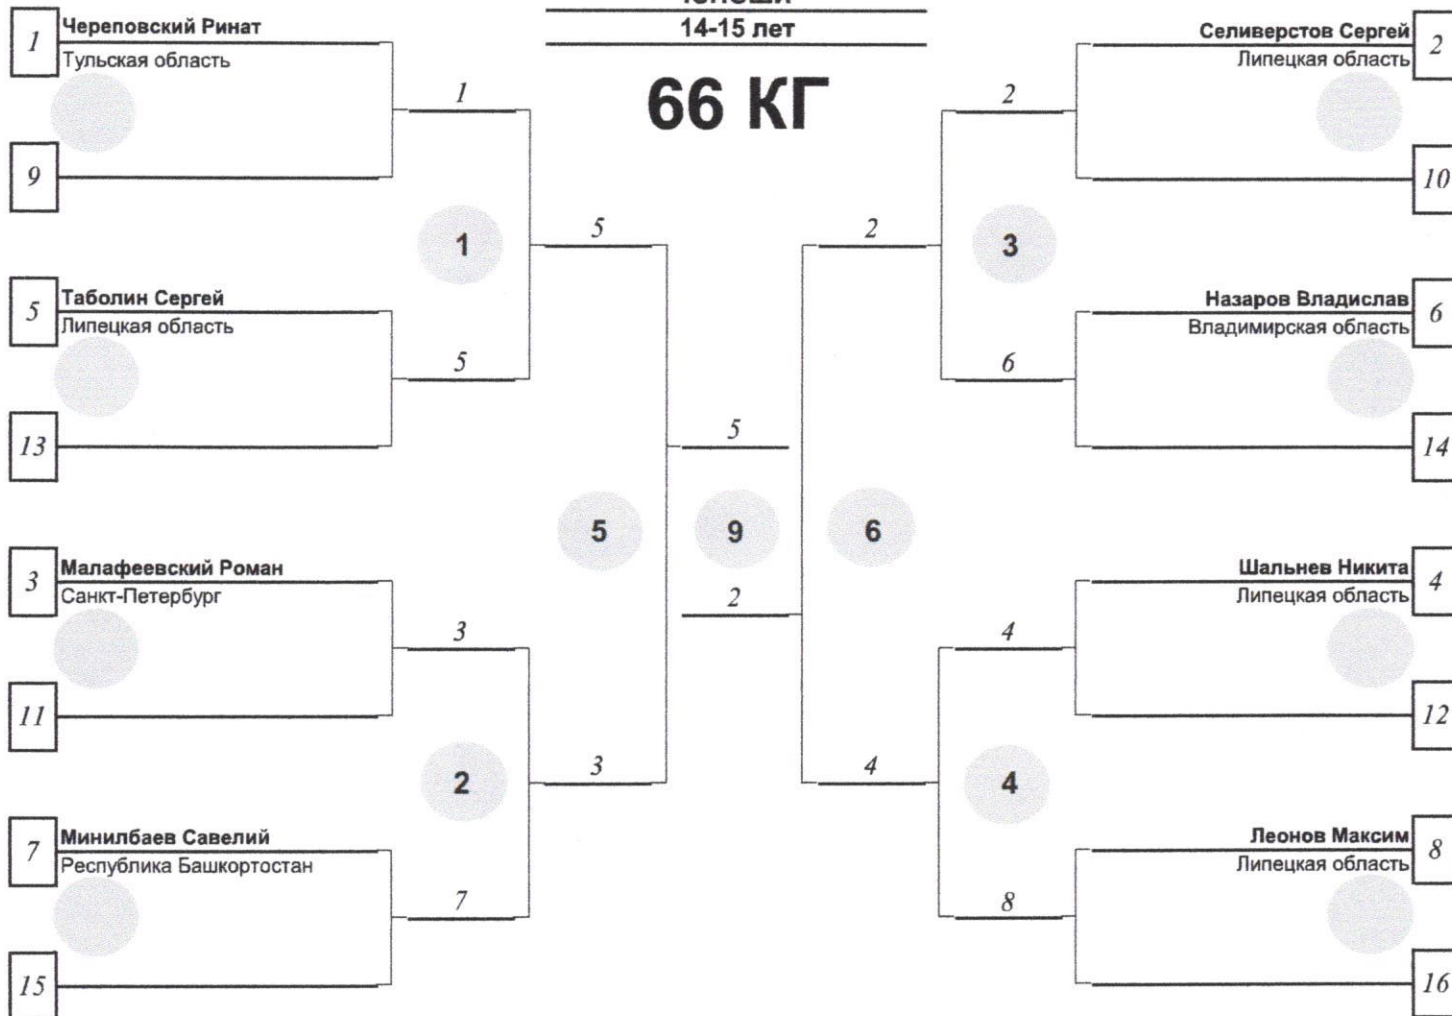 ЮНОШИ
14-15 лет
66 КГ
1
Череповский Ринат
Тульская область
9
1
5
Таболин Сергей
Липецкая область
13
5
1
5
3
Малафеевский Роман
Санкт-Петербург
11
3
7
Минилбаев Савелий
Республика Башкортостан
15
7
2
3
5
5
9
2
6
Селиверстов Сергей
Липецкая область
2
10
2
Назаров Владислав
Владимирская область
6
14
6
3
2
Шальнев Никита
Липецкая область
4
12
4
Леонов Максим
Липецкая область
8
16
8
4
4